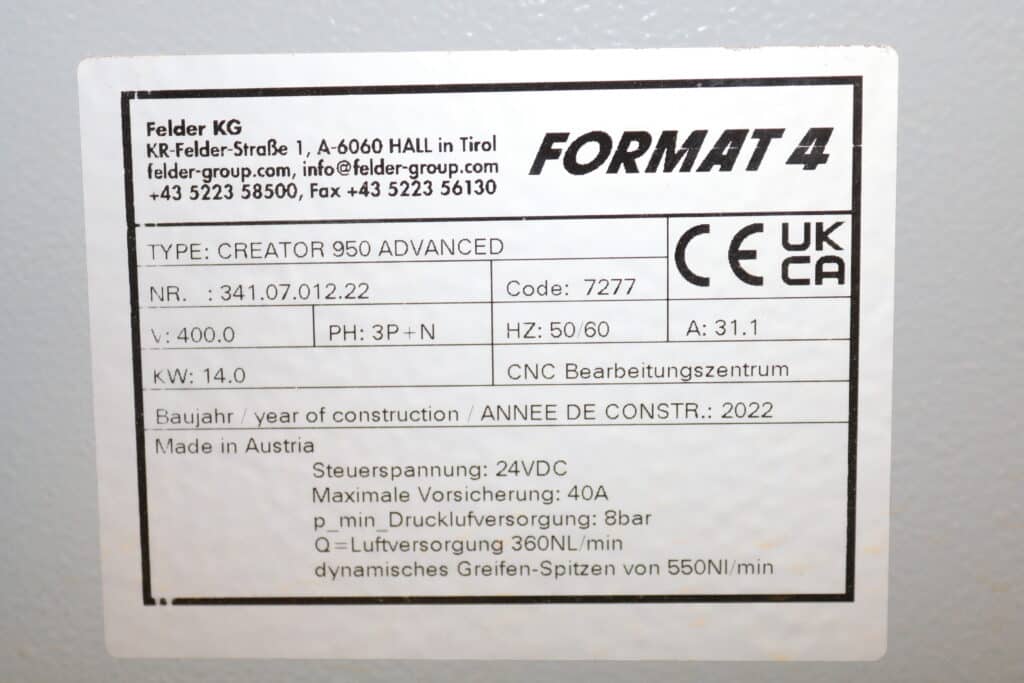 Felder KG
KR-Felder-Straße 1, A-6060 HALL in Tirol
felder-group.com, info@felder-group.com
+43 5223 58500, Fax +43 5223 56130
FORMAT 4
TYPE: CREATOR 950 ADVANCED
CE UK CA
NR. : 341.07.012.22 Code: 7277
V: 400.0 PH: 3P+N HZ: 50/60 A: 31.1
KW: 14.0 CNC Bearbeitungszentrum
Baujahr / year of construction / ANNEE DE CONSTR.: 2022
Made in Austria
Steuerspannung: 24VDC
Maximale Vorsicherung: 40A
p_min_Drucklufversorgung: 8bar
Q=Luftversorgung 360NL/min
dynamisches Greifen-Spitzen von 550Nl/min